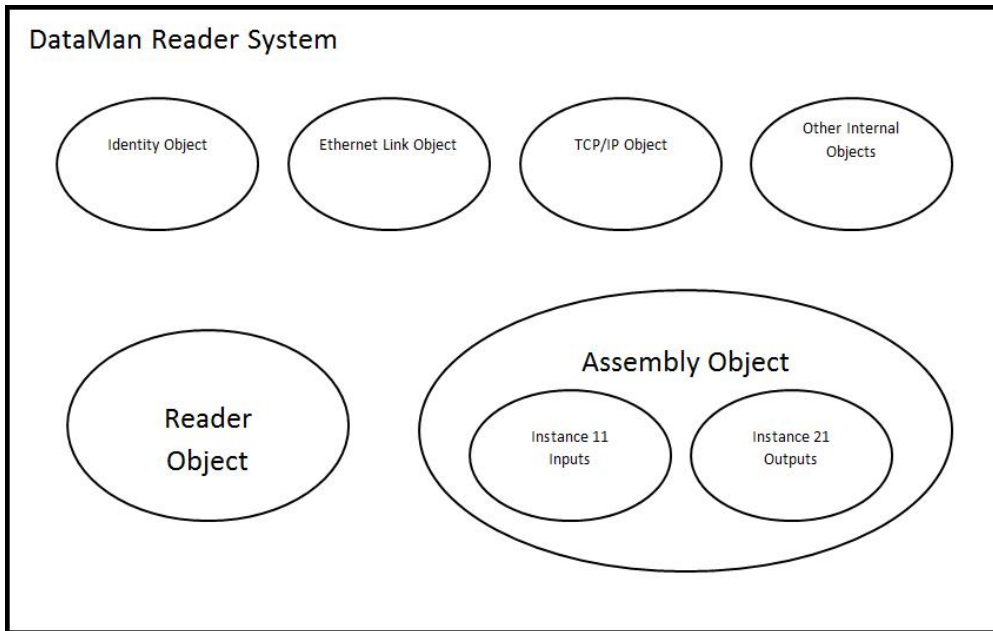 DataMan Reader System
Identity Object
Ethernet Link Object
TCP/IP Object
Other Internal
Objects
Reader
Object
Assembly Object
Instance 11
Inputs
Instance 21
Outputs